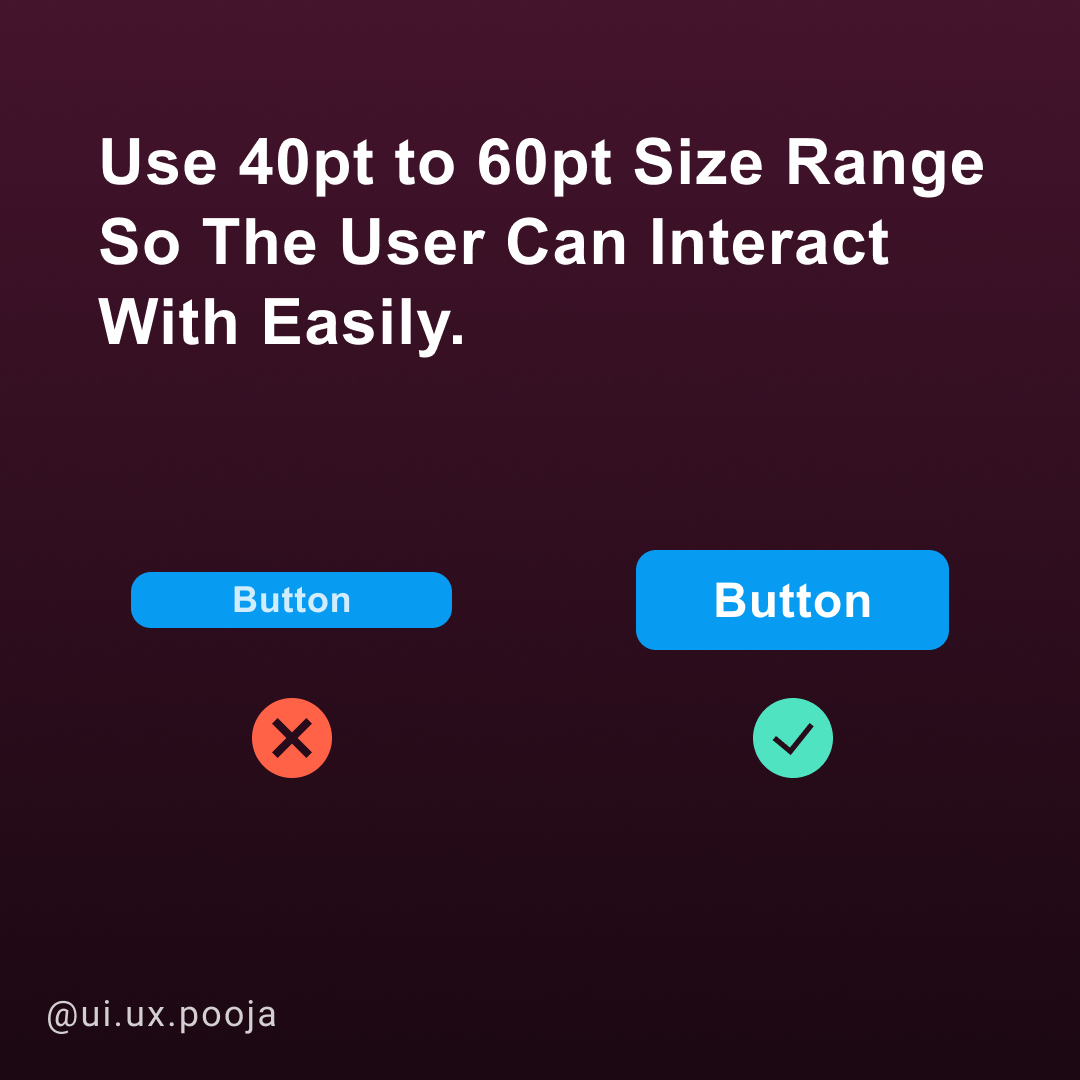 Use 40pt to 60pt Size Range
So The User Can Interact
With Easily.
Button
Button
@ui.ux.pooja